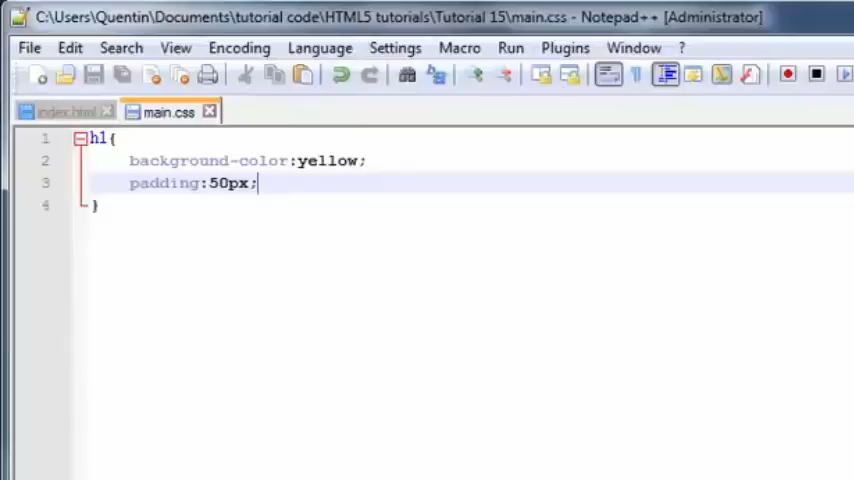 C:\Users\Quentin\Documents\tutorial code\HTML5 tutorials\Tutorial 15\main.css - Notepad++ [Administrator]
File Edit Search View Encoding Language Settings Macro Run Plugins Window ?
index.html main.css
1 h1{
2 background-color:yellow;
3 padding:50px;
4 }